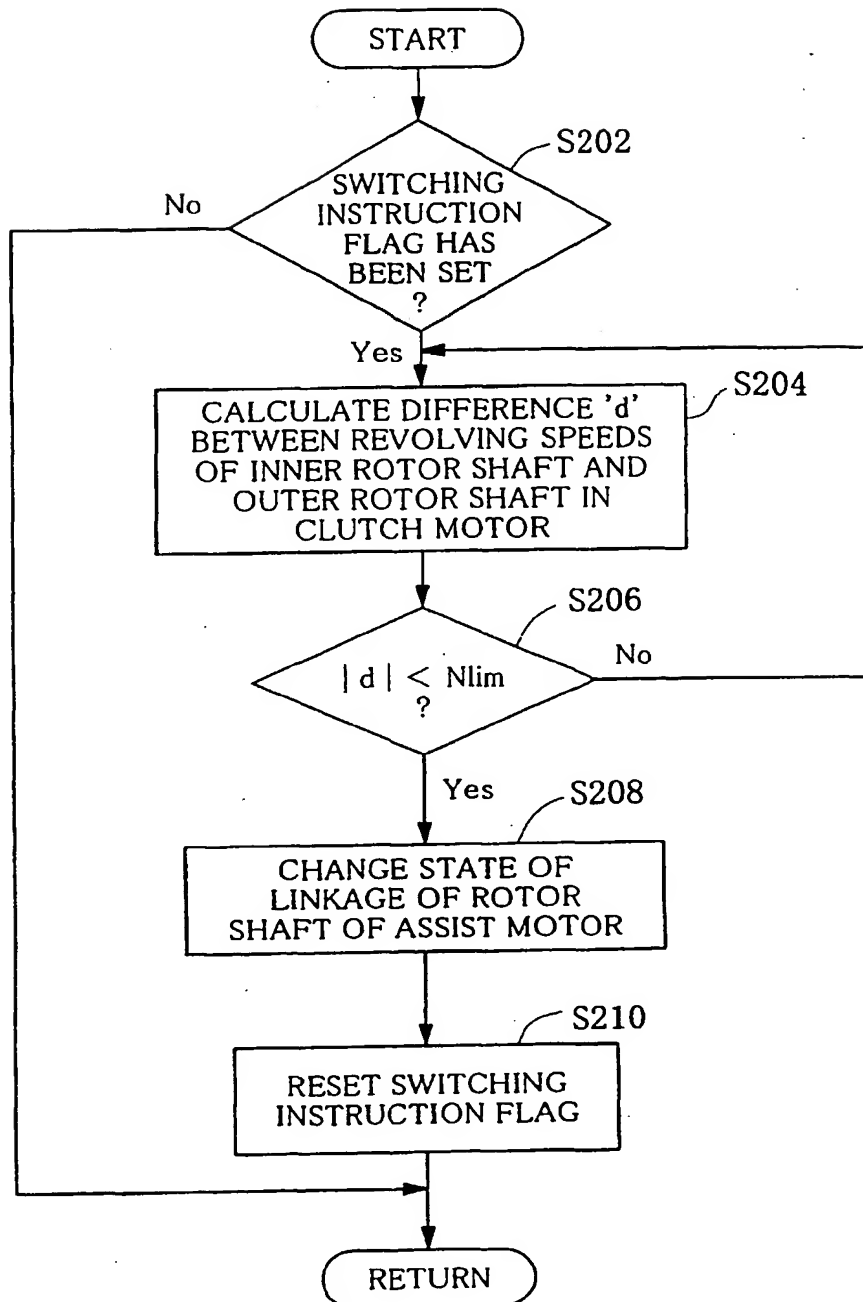 START
S202
SWITCHING
INSTRUCTION
FLAG HAS
BEEN SET
?
No
Yes
S204
CALCULATE DIFFERENCE 'd'
BETWEEN REVOLVING SPEEDS
OF INNER ROTOR SHAFT AND
OUTER ROTOR SHAFT IN
CLUTCH MOTOR
S206
| d | < Nlim
?
No
Yes
S208
CHANGE STATE OF
LINKAGE OF ROTOR
SHAFT OF ASSIST MOTOR
S210
RESET SWITCHING
INSTRUCTION FLAG
RETURN